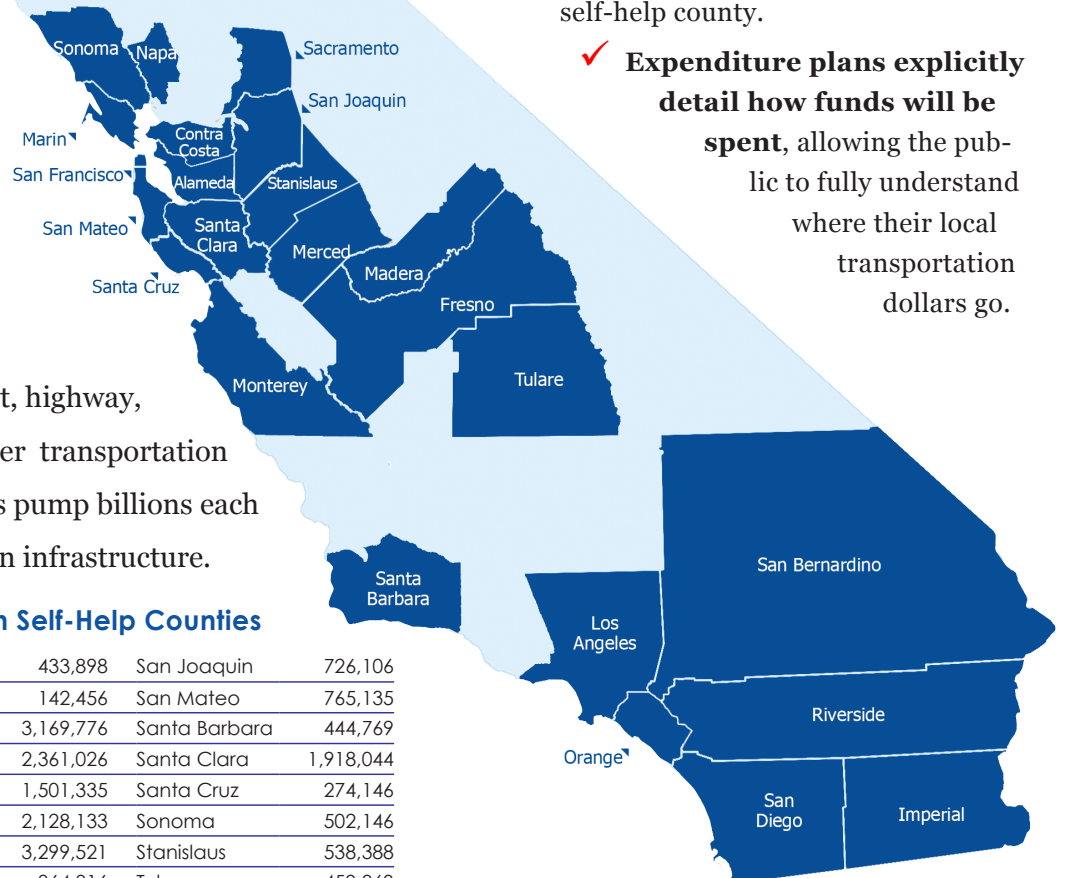 self-help county.
✓ Expenditure plans explicitly
detail how funds will be
spent, allowing the pub-
lic to fully understand
where their local
transportation
dollars go.
Sonoma
Napa
Sacramento
San Joaquin
Marin
Contra
Costa
San Francisco
Alameda
Stanislaus
San Mateo
Santa
Clara
Merced
Madera
Santa Cruz
Fresno
Monterey
Tulare
t, highway,
er transportation
s pump billions each
n infrastructure.
San Bernardino
Santa
Barbara
Los
Angeles
Riverside
Orange
San
Diego
Imperial
n Self-Help Counties
433,898 San Joaquin 726,106
142,456 San Mateo 765,135
3,169,776 Santa Barbara 444,769
2,361,026 Santa Clara 1,918,044
1,501,335 Santa Cruz 274,146
2,128,133 Sonoma 502,146
3,299,521 Stanislaus 538,388